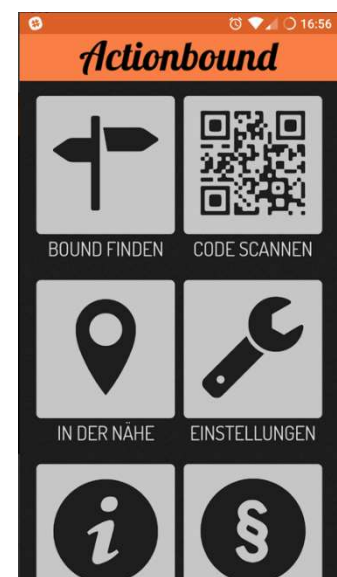 16:56
Actionbound
BOUND FINDEN CODE SCANNEN
IN DER NÄHE EINSTELLUNGEN
i §